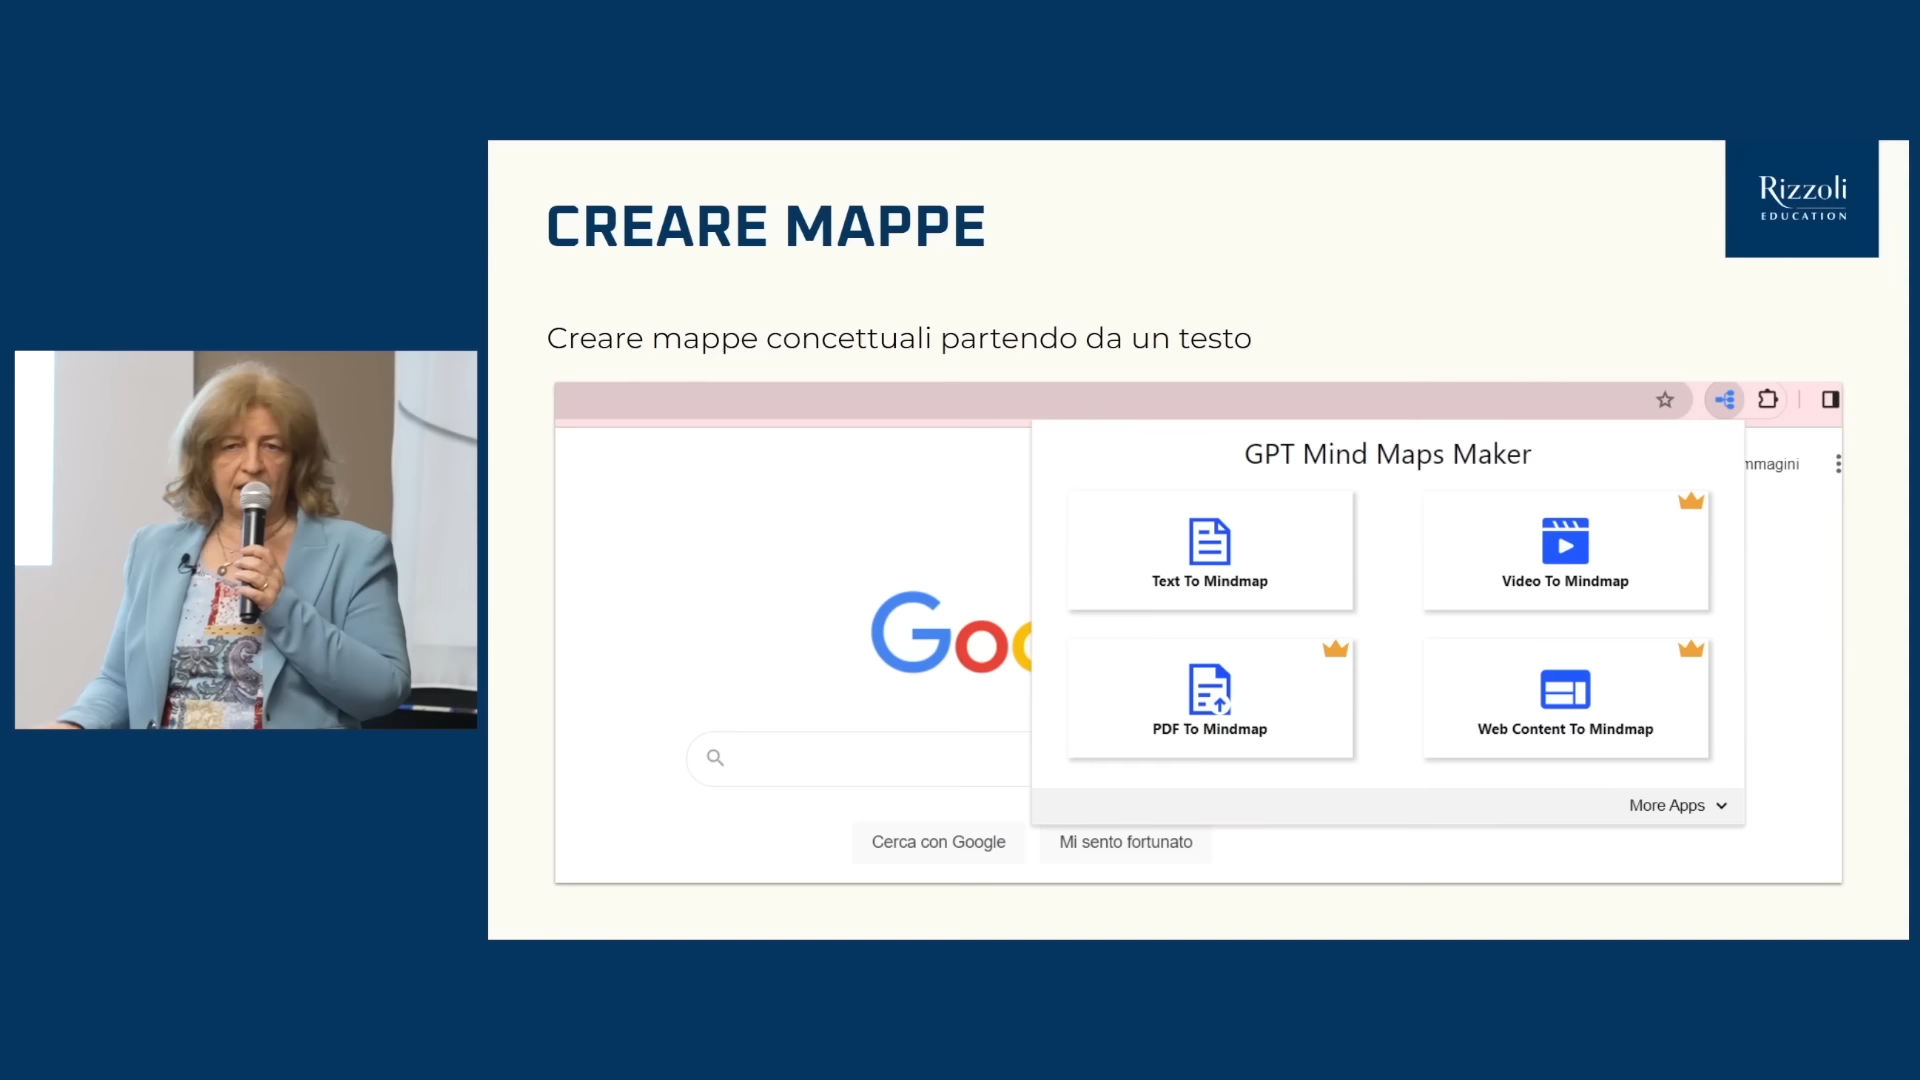 Rizzoli
EDUCATION
CREARE MAPPE
Creare mappe concettuali partendo da un testo
GPT Mind Maps Maker
mmagini
Text To Mindmap
Video To Mindmap
Goo
PDF To Mindmap
Web Content To Mindmap
More Apps
Cerca con Google
Mi sento fortunato